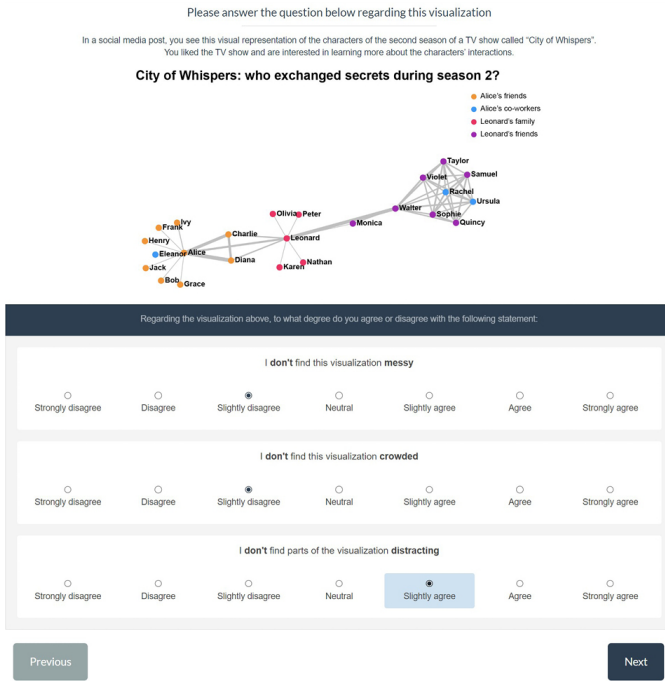 Please answer the question below regarding this visualization
In a social media post, you see this visual representation of the characters of the second season of a TV show called "City of Whispers".
You liked the TV show and are interested in learning more about the characters' interactions.
City of Whispers: who exchanged secrets during season 2?
Alice's friends
Alice's co-workers
Leonard's family
Leonard's friends
Taylor
Violet
Samuel
Rachel
Ursula
Walter
Sophie
Quincy
Olivia
Peter
Monica
Ivy
Frank
Charlie
Leonard
Henry
Eleanor
Alice
Diana
Nathan
Karen
Jack
Bob
Grace
Regarding the visualization above, to what degree do you agree or disagree with the following statement:
I don't find this visualization messy
Strongly disagree Disagree Slightly disagree Neutral Slightly agree Agree Strongly agree
I don't find this visualization crowded
Strongly disagree Disagree Slightly disagree Neutral Slightly agree Agree Strongly agree
I don't find parts of the visualization distracting
Strongly disagree Disagree Slightly disagree Neutral Slightly agree Agree Strongly agree
Previous Next